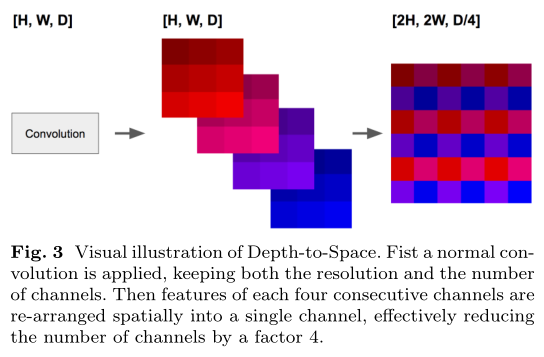 [H, W, D] [H, W, D] [2H, 2W, D/4]
Convolution
Fig. 3 Visual illustration of Depth-to-Space. Fist a normal con-
volution is applied, keeping both the resolution and the number
of channels. Then features of each four consecutive channels are
re-arranged spatially into a single channel, effectively reducing
the number of channels by a factor 4.